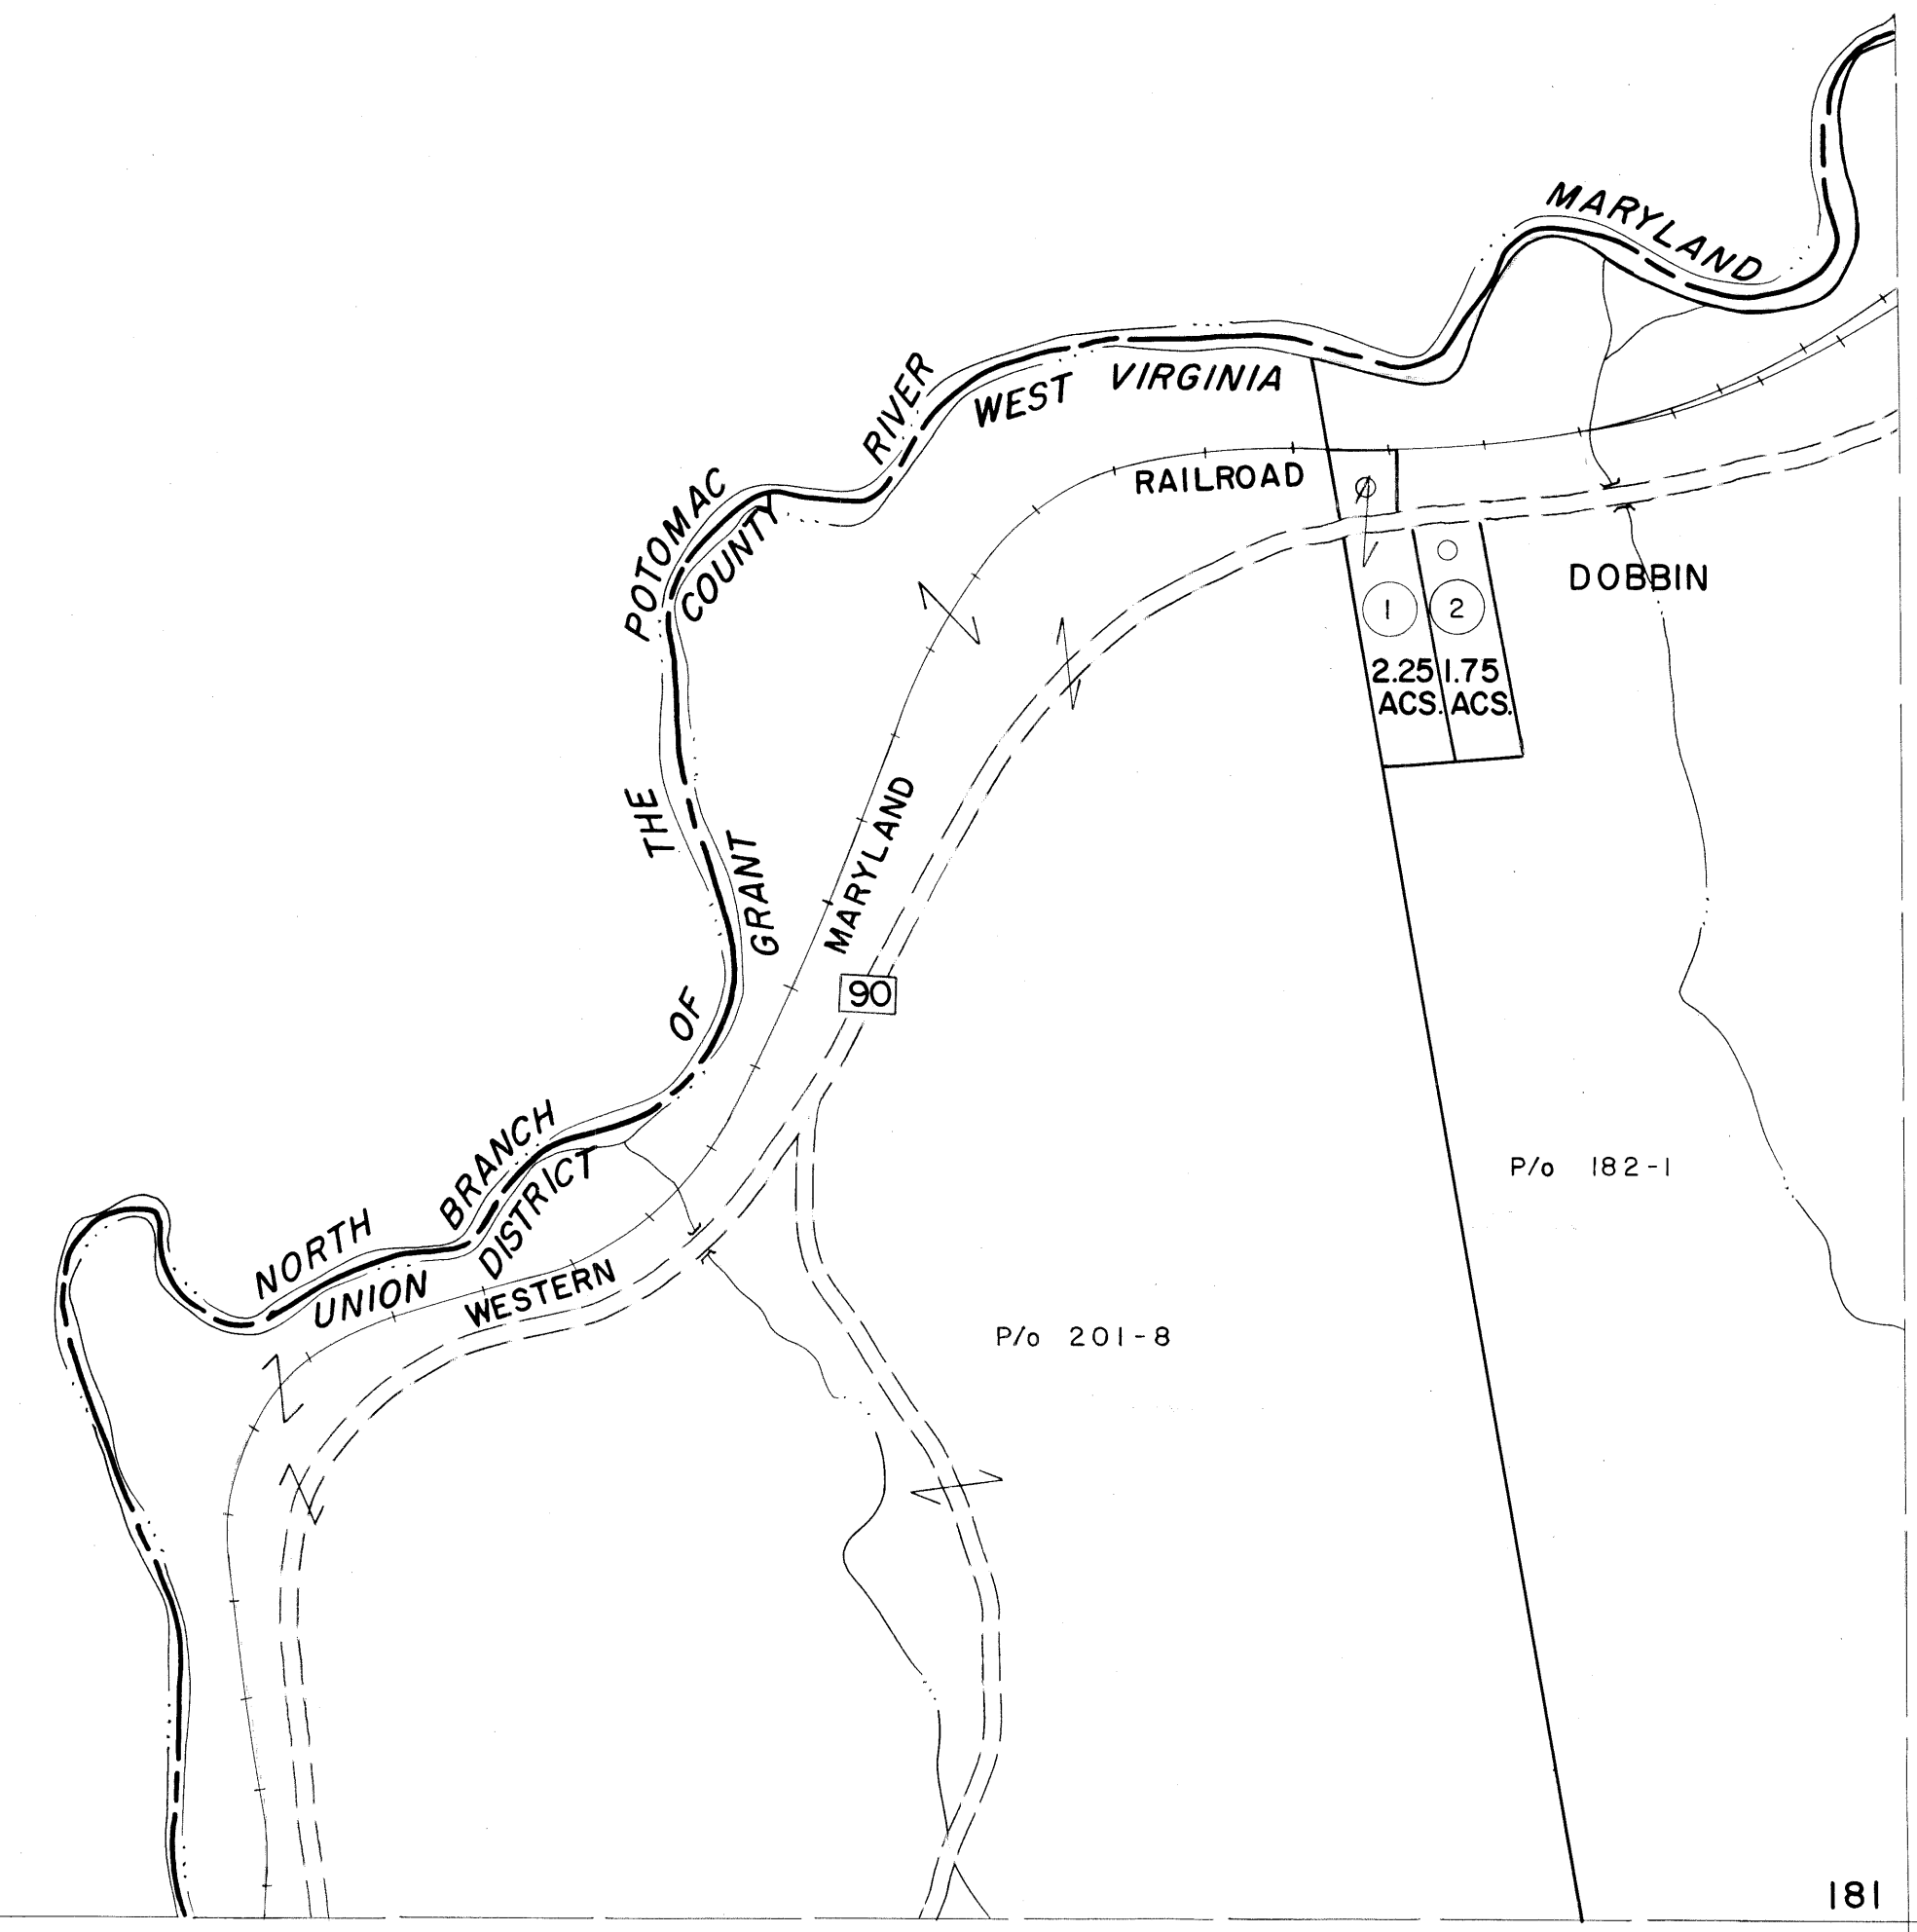 MARYLAND
WEST VIRGINIA
NORTH BRANCH OF THE POTOMAC RIVER
UNION DISTRICT GRANT COUNTY
WESTERN MARYLAND RAILROAD
DOBBIN
1
2
2.25 ACS.
1.75 ACS.
90
P/o 182-1
P/o 201-8
181